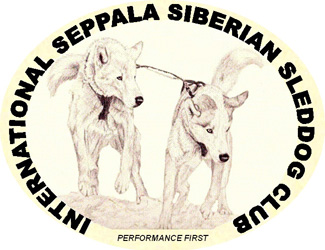 INTERNATIONAL SEPPALA SIBERIAN SLEDDOG CLUB
PERFORMANCE FIRST